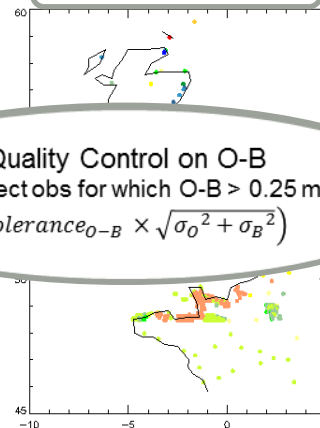 60
Quality Control on O-B
ect obs for which O-B > 0.25 m
olerance_{O−B} × √(σ_O² + σ_B²))
45
−10 −5 0